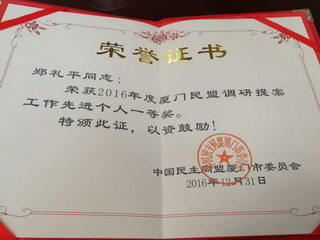 荣誉证书
郑礼平同志：
荣获2016年度厦门民盟调研提案
工作先进个人一等奖。
特颁此证，以资鼓励！
中国民主同盟厦门市委员会
2016年12月31日